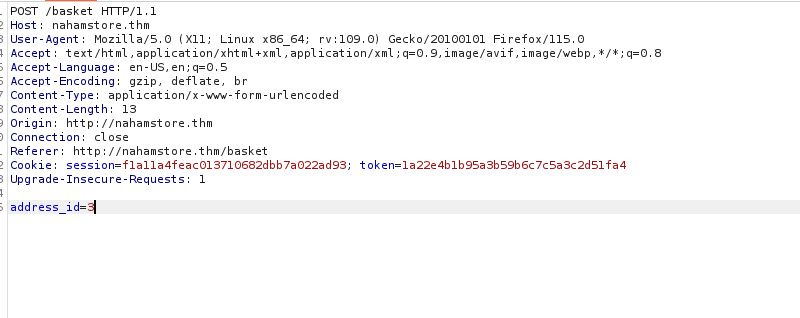 POST /basket HTTP/1.1
Host: nahamstore.thm
User-Agent: Mozilla/5.0 (X11; Linux x86_64; rv:109.0) Gecko/20100101 Firefox/115.0
Accept: text/html,application/xhtml+xml,application/xml;q=0.9,image/avif,image/webp,*/*;q=0.8
Accept-Language: en-US,en;q=0.5
Accept-Encoding: gzip, deflate, br
Content-Type: application/x-www-form-urlencoded
Content-Length: 13
Origin: http://nahamstore.thm
Connection: close
Referer: http://nahamstore.thm/basket
Cookie: session=f1a11a4feac013710682dbb7a022ad93; token=1a22e4b1b95a3b59b6c7c5a3c2d51fa4
Upgrade-Insecure-Requests: 1
address_id=3